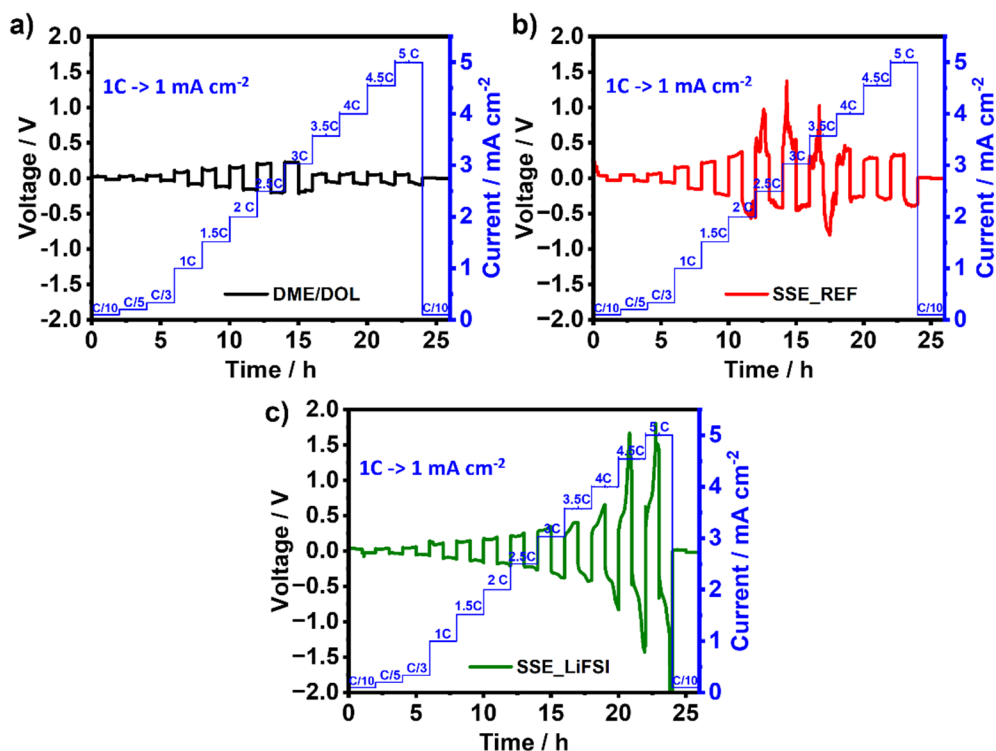 a)
2.0
1.5
1.0
0.5
0.0
−0.5
−1.0
−1.5
−2.0
Voltage / V
1C -> 1 mA cm-2
C/10
C/5
C/3
1C
1.5C
2 C
2.5C
3C
3.5C
4C
4.5C
5 C
C/10
DME/DOL
5
4
3
2
1
0
Current / mA cm-2
0 5 10 15 20 25
Time / h
b)
2.0
1.5
1.0
0.5
0.0
−0.5
−1.0
−1.5
−2.0
Voltage / V
1C -> 1 mA cm-2
C/10
C/5
C/3
1C
1.5C
2 C
2.5C
3C
3.5C
4C
4.5C
5 C
C/10
SSE_REF
5
4
3
2
1
0
Current / mA cm-2
0 5 10 15 20 25
Time / h
c)
2.0
1.5
1.0
0.5
0.0
−0.5
−1.0
−1.5
−2.0
Voltage / V
1C -> 1 mA cm-2
C/10
C/5
C/3
1C
1.5C
2 C
2.5C
3C
3.5C
4C
4.5C
5 C
C/10
SSE_LiFSI
5
4
3
2
1
0
Current / mA cm-2
0 5 10 15 20 25
Time / h